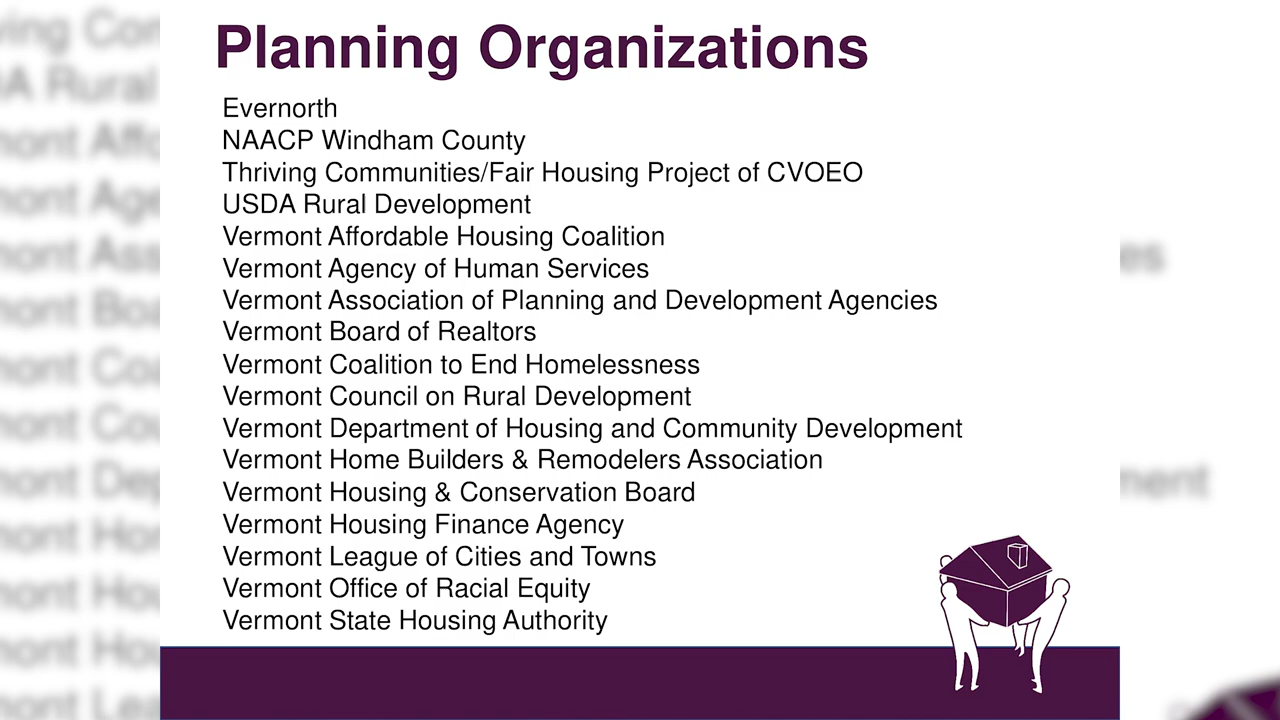 Planning Organizations
Evernorth
NAACP Windham County
Thriving Communities/Fair Housing Project of CVOEO
USDA Rural Development
Vermont Affordable Housing Coalition
Vermont Agency of Human Services
Vermont Association of Planning and Development Agencies
Vermont Board of Realtors
Vermont Coalition to End Homelessness
Vermont Council on Rural Development
Vermont Department of Housing and Community Development
Vermont Home Builders & Remodelers Association
Vermont Housing & Conservation Board
Vermont Housing Finance Agency
Vermont League of Cities and Towns
Vermont Office of Racial Equity
Vermont State Housing Authority